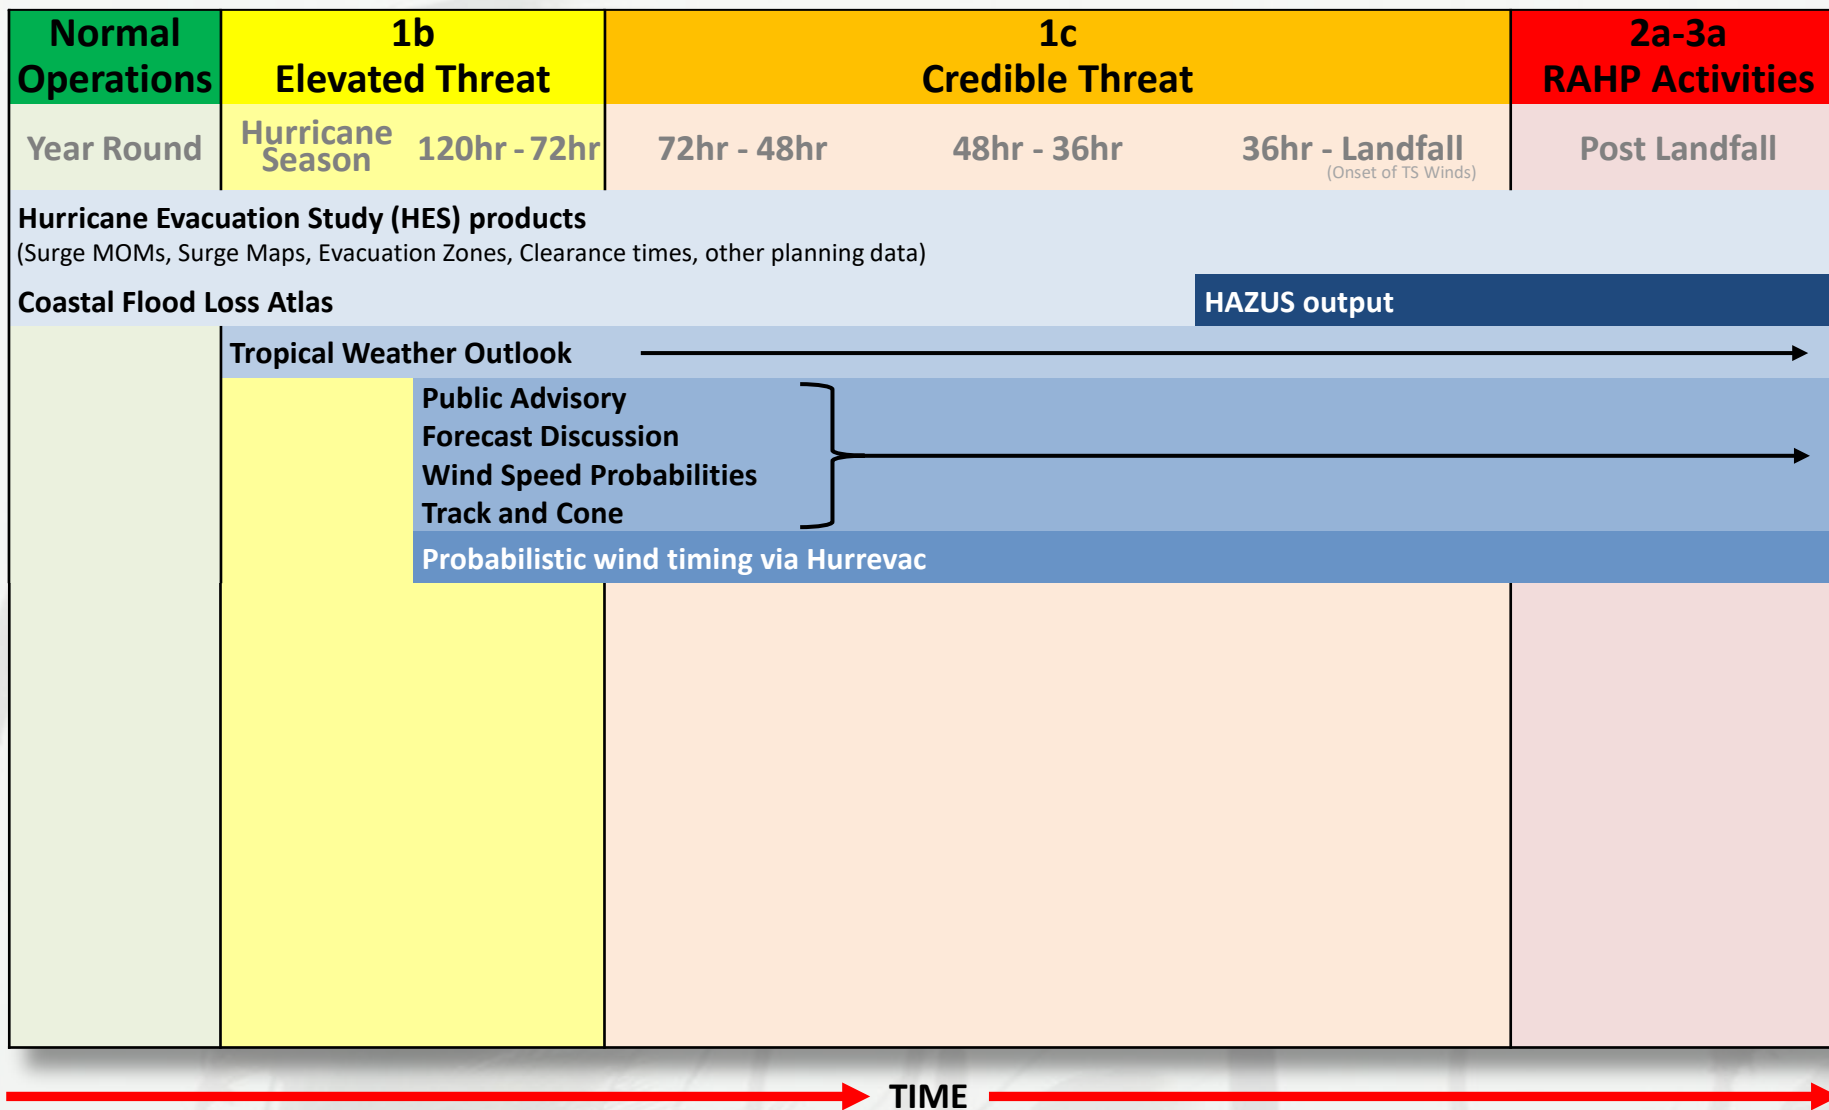 Normal
Operations
1b
Elevated Threat
1c
Credible Threat
2a-3a
RAHP Activities
Year Round
Hurricane
Season
120hr - 72hr
72hr - 48hr
48hr - 36hr
36hr - Landfall
(Onset of TS Winds)
Post Landfall
Hurricane Evacuation Study (HES) products
(Surge MOMs, Surge Maps, Evacuation Zones, Clearance times, other planning data)
Coastal Flood Loss Atlas
HAZUS output
Tropical Weather Outlook
Public Advisory
Forecast Discussion
Wind Speed Probabilities
Track and Cone
Probabilistic wind timing via Hurrevac
TIME